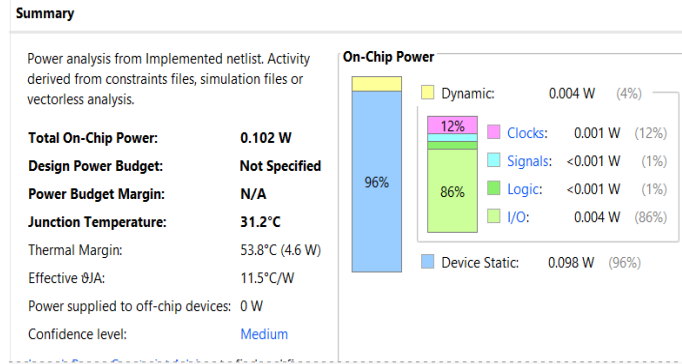 Summary
Power analysis from Implemented netlist. Activity
derived from constraints files, simulation files or
vectorless analysis.
Total On-Chip Power: 0.102 W
Design Power Budget: Not Specified
Power Budget Margin: N/A
Junction Temperature: 31.2°C
Thermal Margin: 53.8°C (4.6 W)
Effective ϑJA: 11.5°C/W
Power supplied to off-chip devices: 0 W
Confidence level: Medium
On-Chip Power
96%
Dynamic: 0.004 W (4%)
12%
86%
Clocks: 0.001 W (12%)
Signals: <0.001 W (1%)
Logic: <0.001 W (1%)
I/O: 0.004 W (86%)
Device Static: 0.098 W (96%)